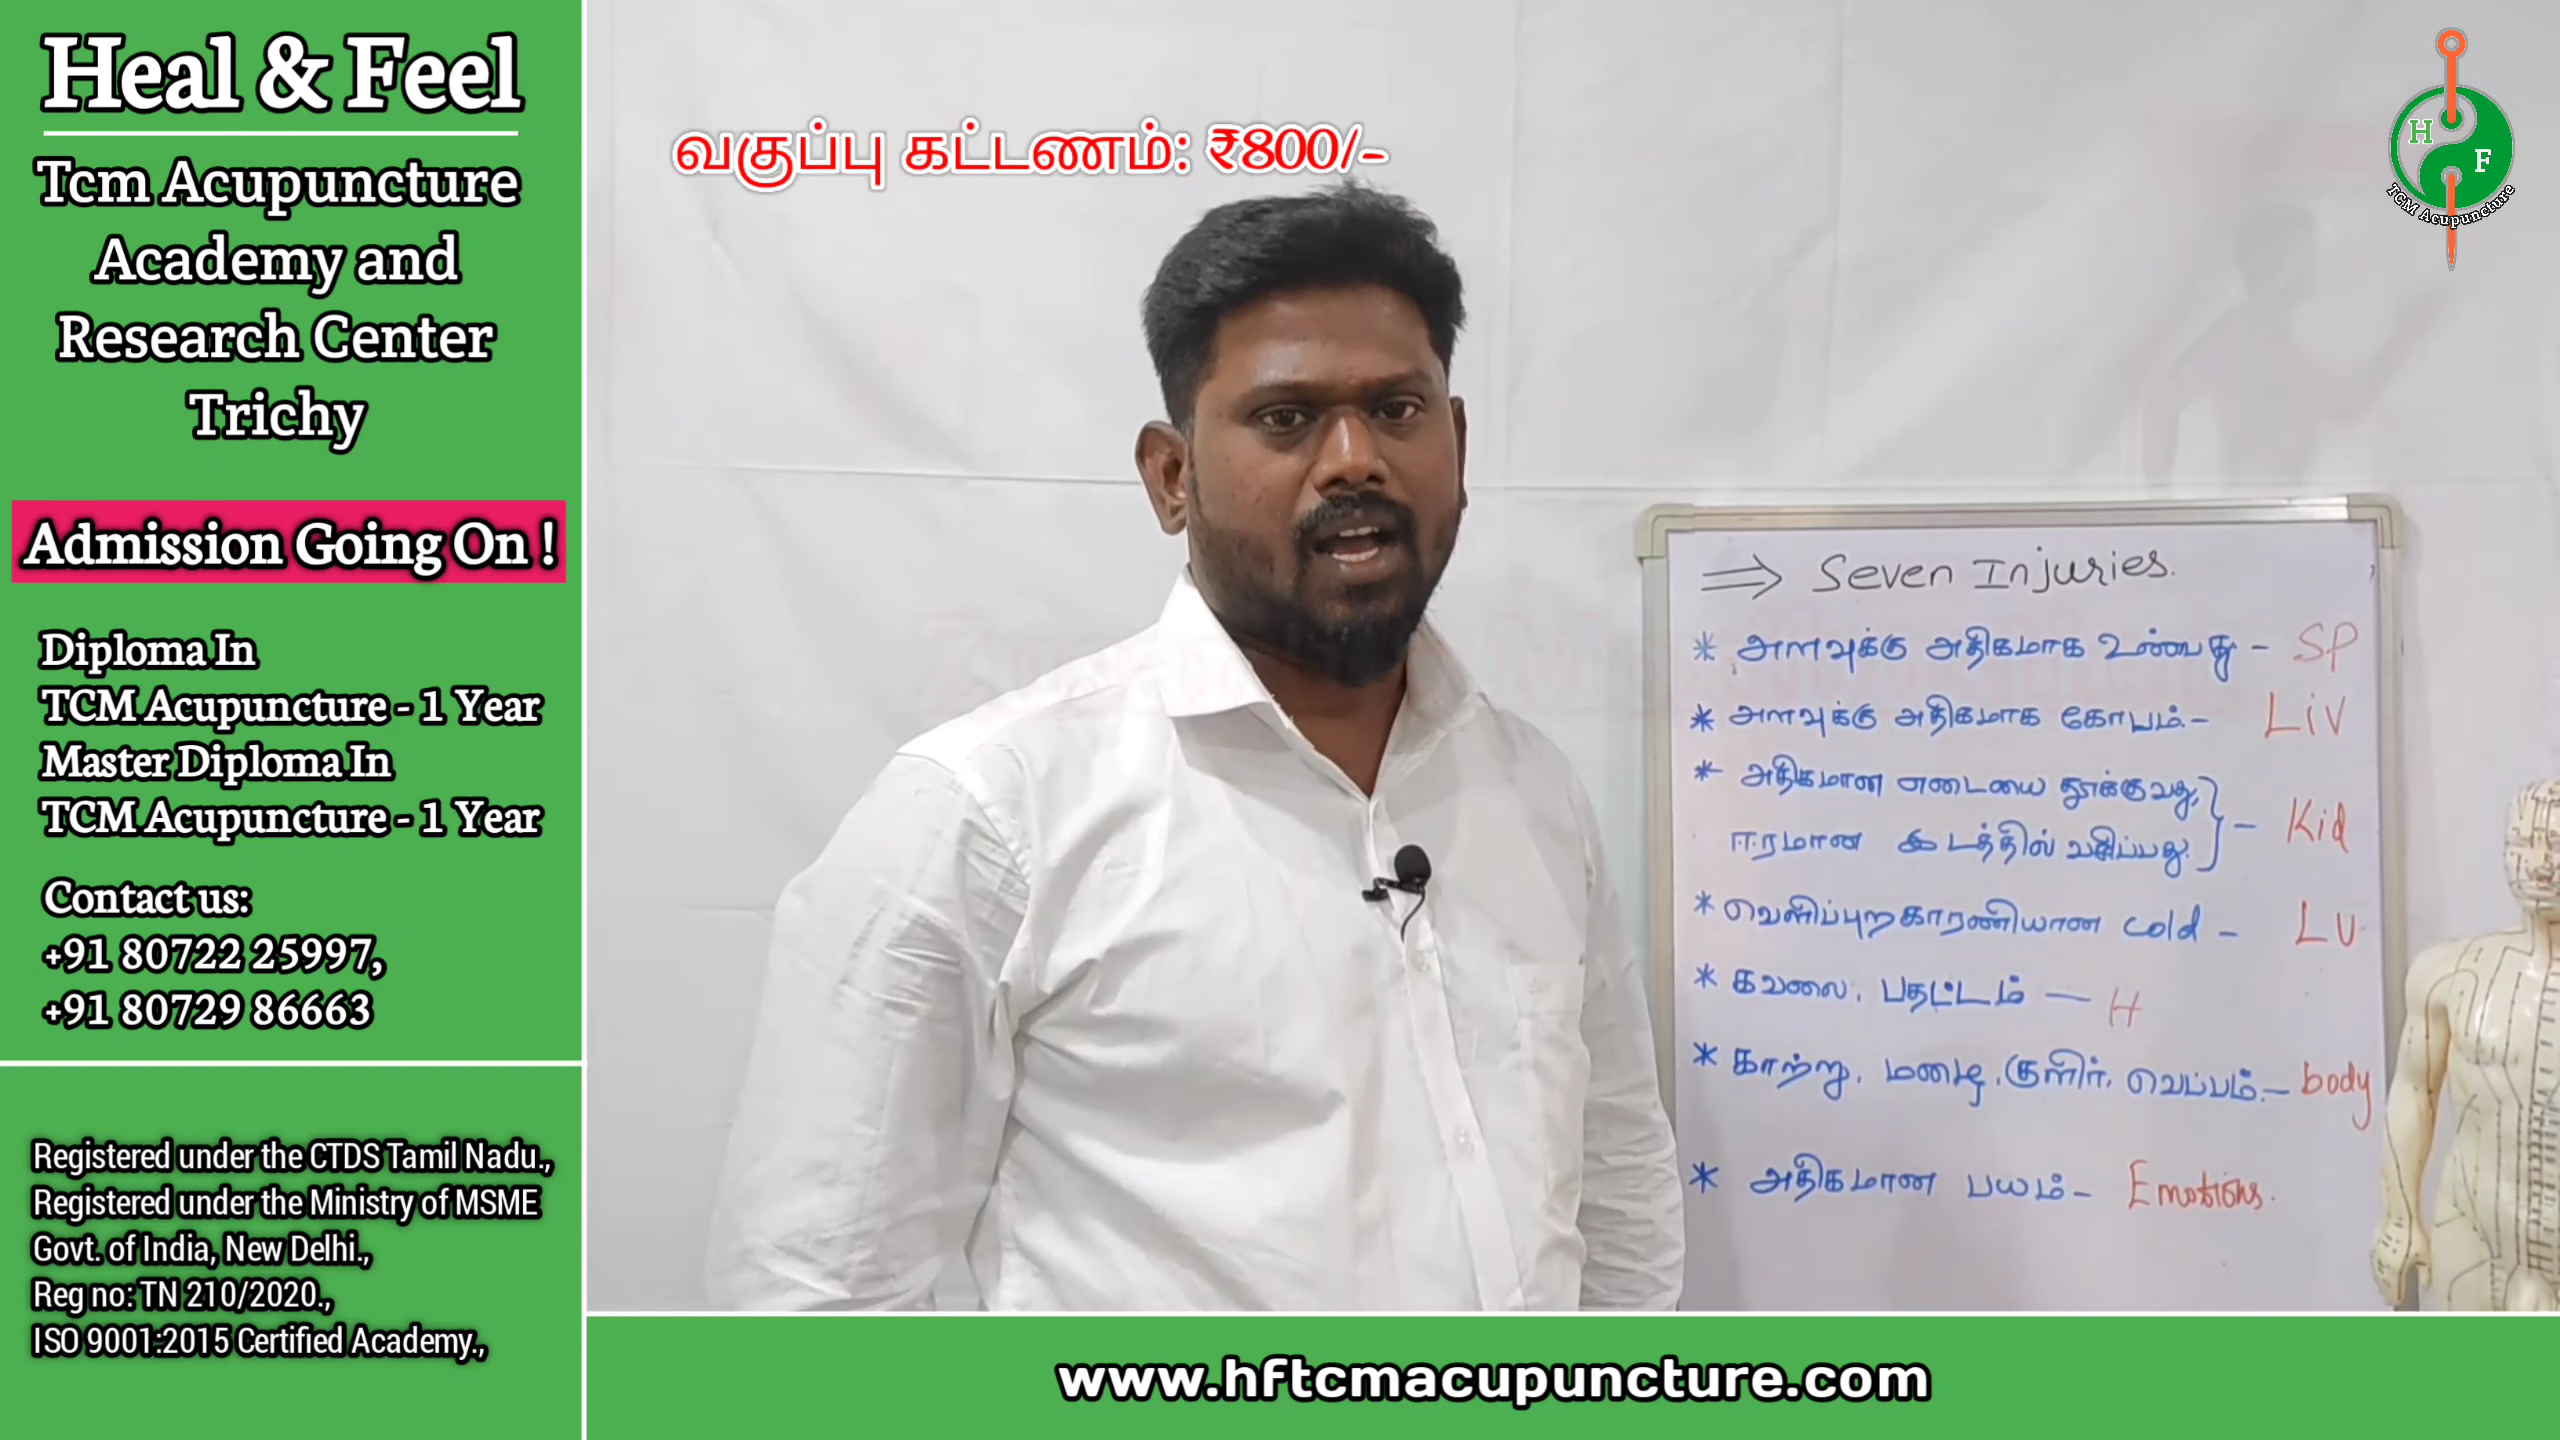 Heal & Feel
Tcm Acupuncture
Academy and
Research Center
Trichy
Admission Going On !
Diploma In
TCM Acupuncture - 1 Year
Master Diploma In
TCM Acupuncture - 1 Year
Contact us:
+91 80722 25997,
+91 80729 86663
Registered under the CTDS Tamil Nadu.,
Registered under the Ministry of MSME
Govt. of India, New Delhi.,
Reg no: TN 210/2020.,
ISO 9001:2015 Certified Academy.,
வகுப்பு கட்டணம்: ₹800/-
H
F
TCM Acupuncture
⇒ Seven Injuries.
* அளவுக்கு அதிகமாக உண்பது - SP
* அளவுக்கு அதிகமாக கோபம் - Liv
* அதிகமான எடையை தூக்குவது,
ஈரமான இடத்தில் வசிப்பது. } - Kid
* வெளிப்புறகாரணியான cold - LU
* கவலை, பதட்டம் - H
* காற்று, மழை, குளிர், வெப்பம். - body
* அதிகமான பயம் - Emotions.
www.hftcmacupuncture.com